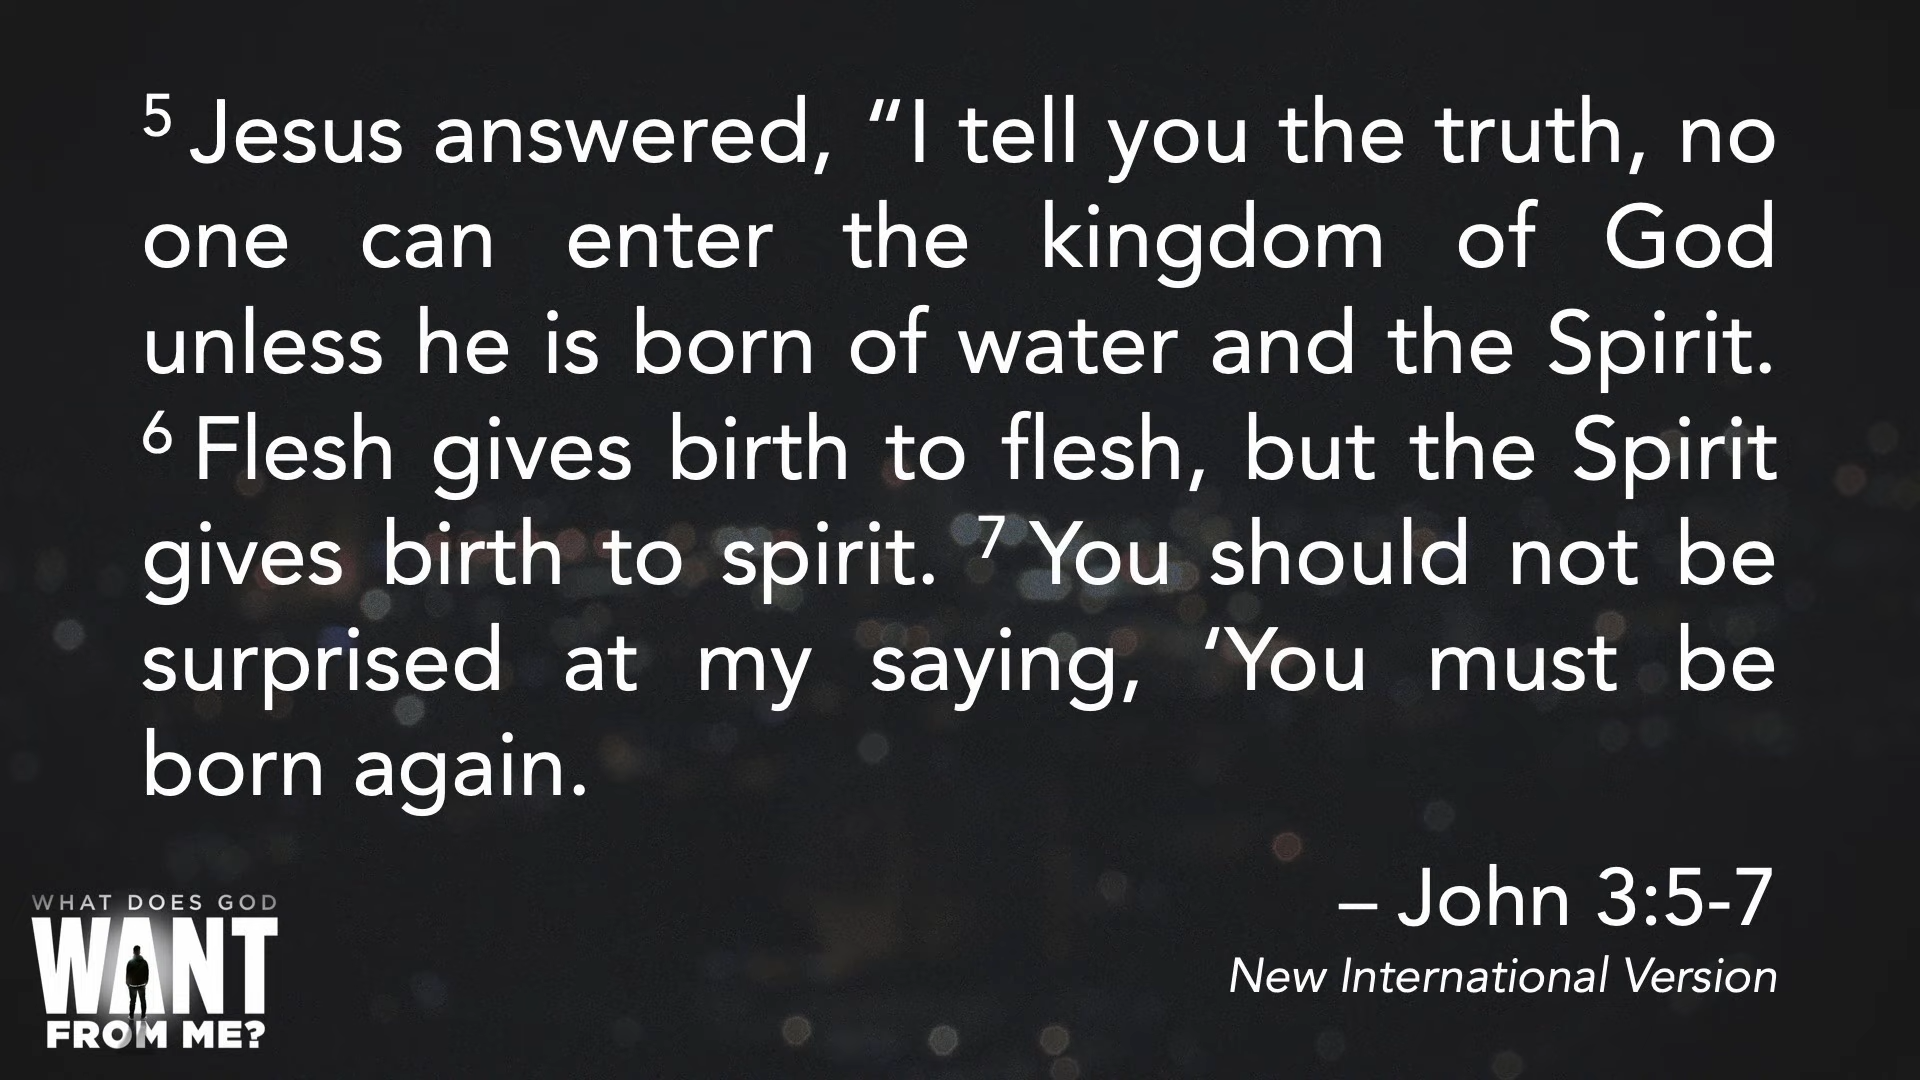 ⁵ Jesus answered, “I tell you the truth, no
one can enter the kingdom of God
unless he is born of water and the Spirit.
⁶ Flesh gives birth to flesh, but the Spirit
gives birth to spirit. ⁷ You should not be
surprised at my saying, ‘You must be
born again.
– John 3:5-7
New International Version
WHAT DOES GOD
WANT
FROM ME?